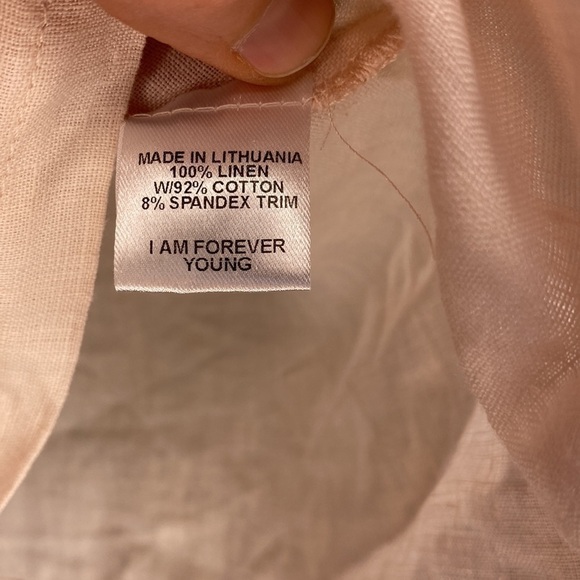 MADE IN LITHUANIA
100% LINEN
W/92% COTTON
8% SPANDEX TRIM
I AM FOREVER
YOUNG